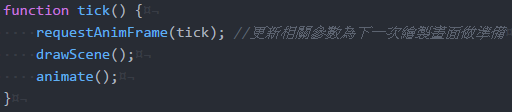 function tick() {
    requestAnimFrame(tick); //更新相關參數為下一次繪製畫面做準備
    drawScene();
    animate();
}